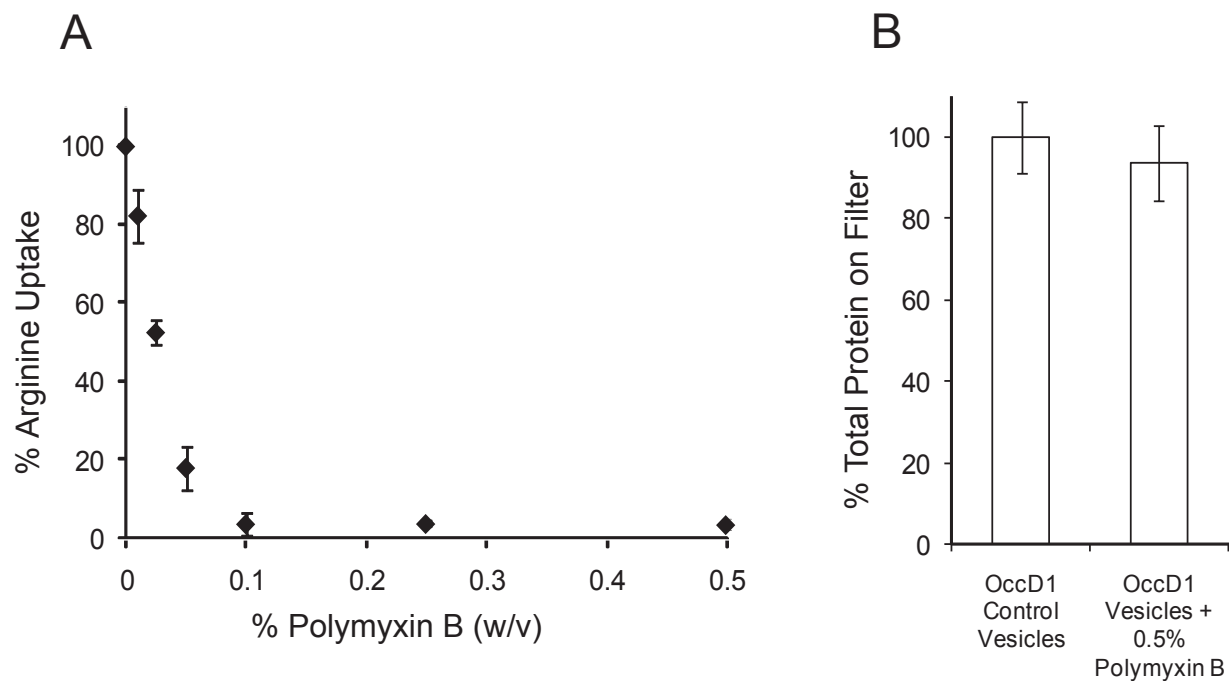 A
% Arginine Uptake
100
80
60
40
20
0
0 0.1 0.2 0.3 0.4 0.5
% Polymyxin B (w/v)
B
% Total Protein on Filter
100
80
60
40
20
0
OccD1
Control
Vesicles
OccD1
Vesicles +
0.5%
Polymyxin B